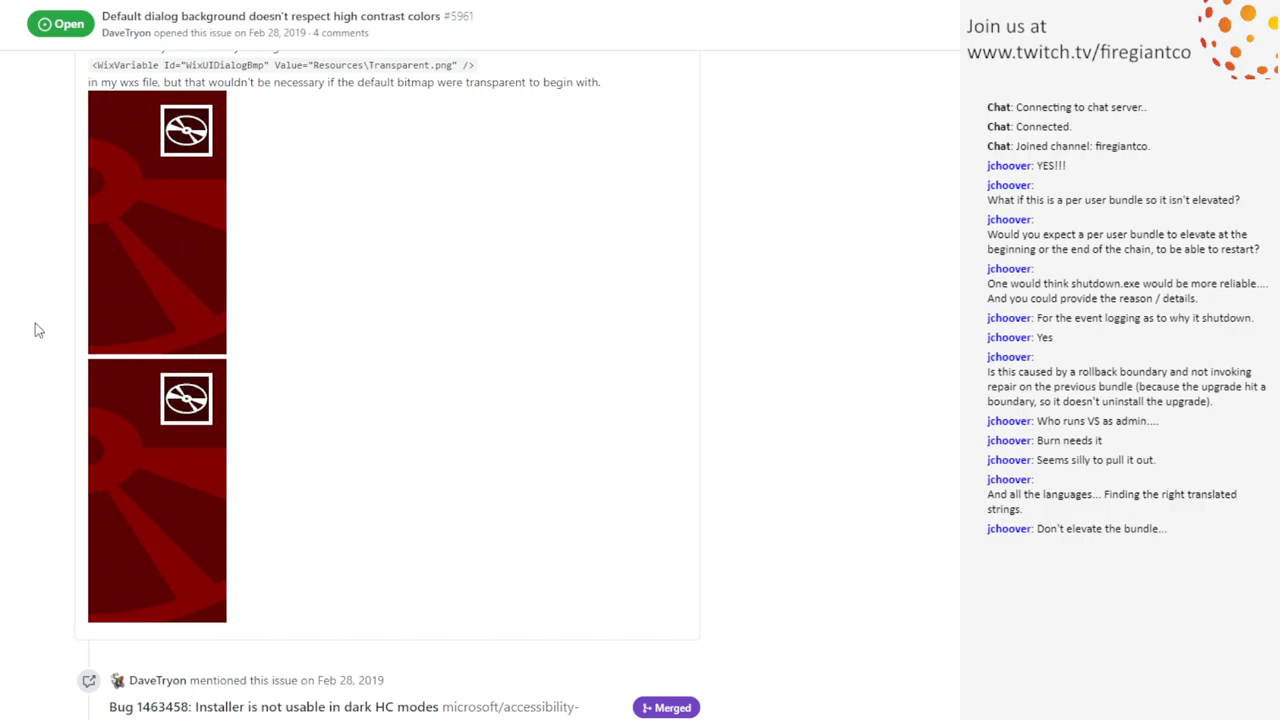 Open
Default dialog background doesn't respect high contrast colors #5961
DaveTryon opened this issue on Feb 28, 2019 · 4 comments
<WixVariable Id="WixUIDialogBmp" Value="Resources\Transparent.png" />
in my wxs file, but that wouldn't be necessary if the default bitmap were transparent to begin with.
DaveTryon mentioned this issue on Feb 28, 2019
Bug 1463458: Installer is not usable in dark HC modes microsoft/accessibility-
Merged
Join us at
www.twitch.tv/firegiantco
Chat: Connecting to chat server..
Chat: Connected.
Chat: Joined channel: firegiantco.
jchoover: YES!!!
jchoover:
What if this is a per user bundle so it isn't elevated?
jchoover:
Would you expect a per user bundle to elevate at the
beginning or the end of the chain, to be able to restart?
jchoover:
One would think shutdown.exe would be more reliable....
And you could provide the reason / details.
jchoover: For the event logging as to why it shutdown.
jchoover: Yes
jchoover:
Is this caused by a rollback boundary and not invoking
repair on the previous bundle (because the upgrade hit a
boundary, so it doesn't uninstall the upgrade).
jchoover: Who runs VS as admin....
jchoover: Burn needs it
jchoover: Seems silly to pull it out.
jchoover:
And all the languages... Finding the right translated
strings.
jchoover: Don't elevate the bundle...